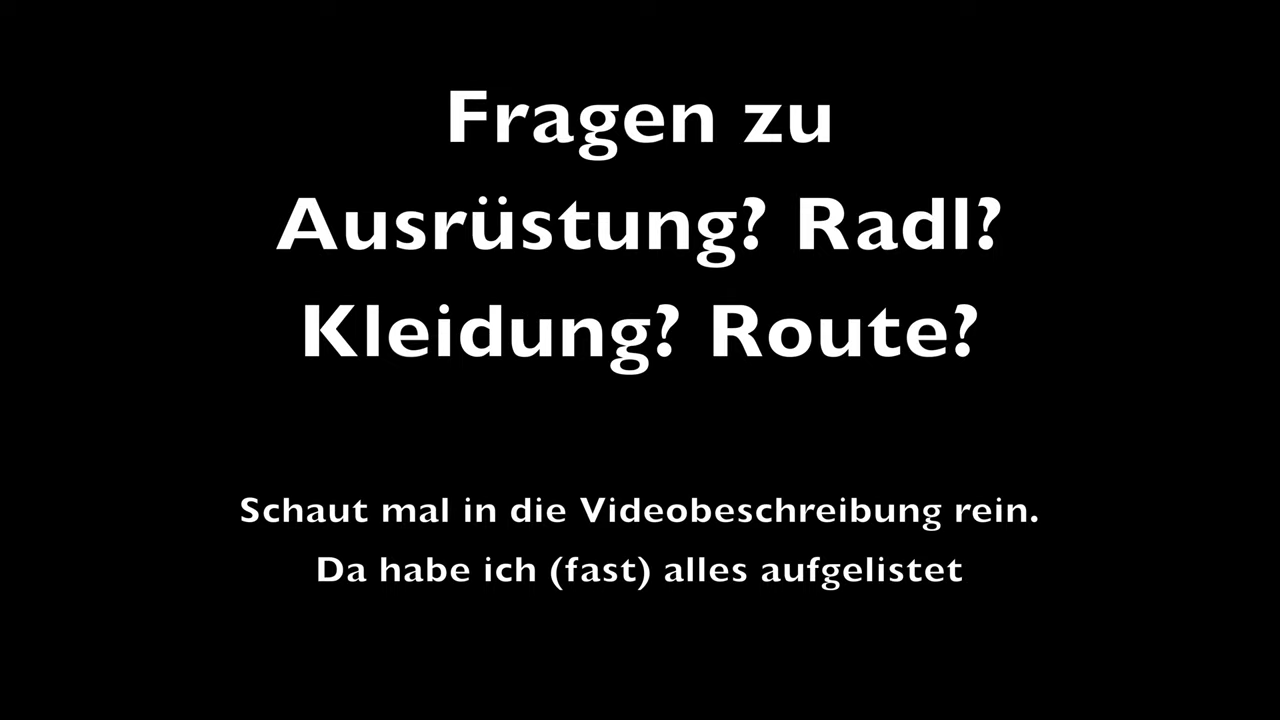 Fragen zu
Ausrüstung? Radl?
Kleidung? Route?
Schaut mal in die Videobeschreibung rein.
Da habe ich (fast) alles aufgelistet